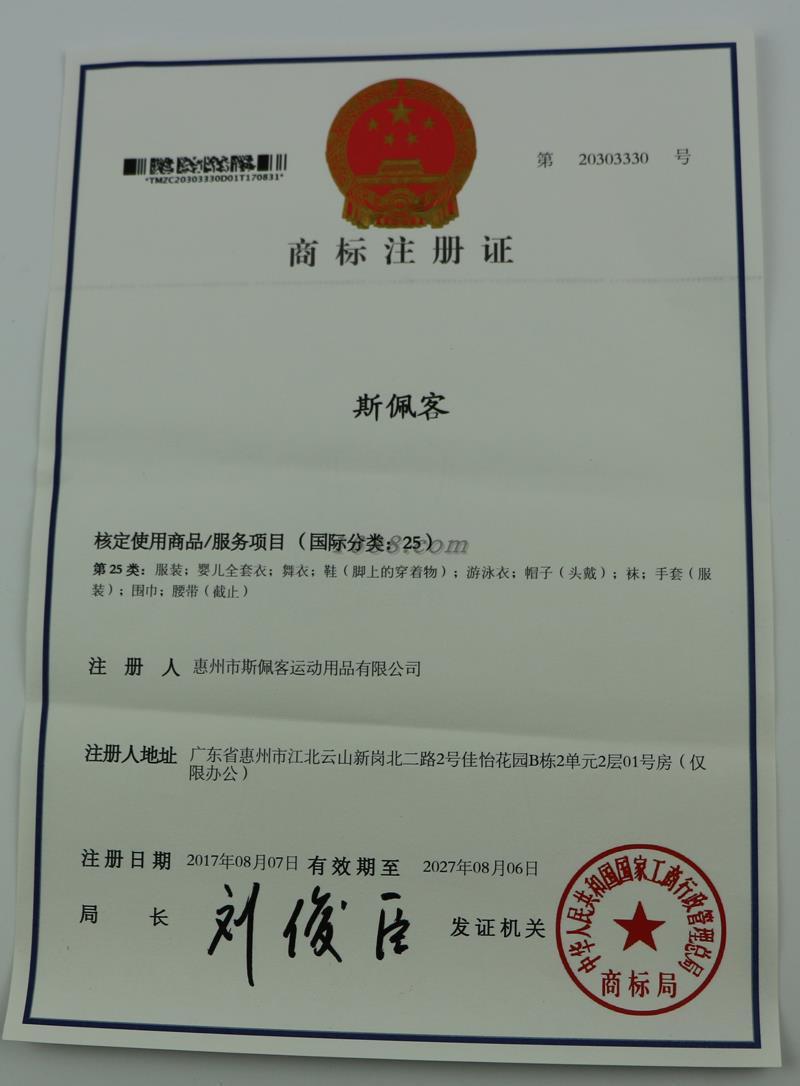 第 20303330 号
*TMZC20303330D01T170831*
商标注册证
斯佩客
核定使用商品/服务项目（国际分类：25）
第25类：服装；婴儿全套衣；舞衣；鞋（脚上的穿着物）；游泳衣；帽子（头戴）；袜；手套（服
装）；围巾；腰带（截止）
注册人 惠州市斯佩客运动用品有限公司
注册人地址 广东省惠州市江北云山新岗北二路2号佳怡花园B栋2单元2层01号房（仅
限办公）
注册日期 2017年08月07日 有效期至 2027年08月06日
局长 刘俊臣 发证机关
中华人民共和国国家工商行政管理总局
商标局